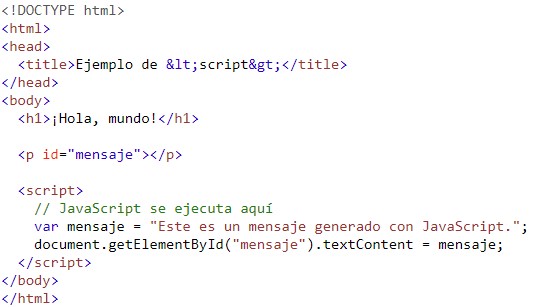 <!DOCTYPE html>
<html>
<head>
<title>Ejemplo de &lt;script&gt;</title>
</head>
<body>
<h1>¡Hola, mundo!</h1>
<p id="mensaje"></p>
<script>
// JavaScript se ejecuta aquí
var mensaje = "Este es un mensaje generado con JavaScript.";
document.getElementById("mensaje").textContent = mensaje;
</script>
</body>
</html>